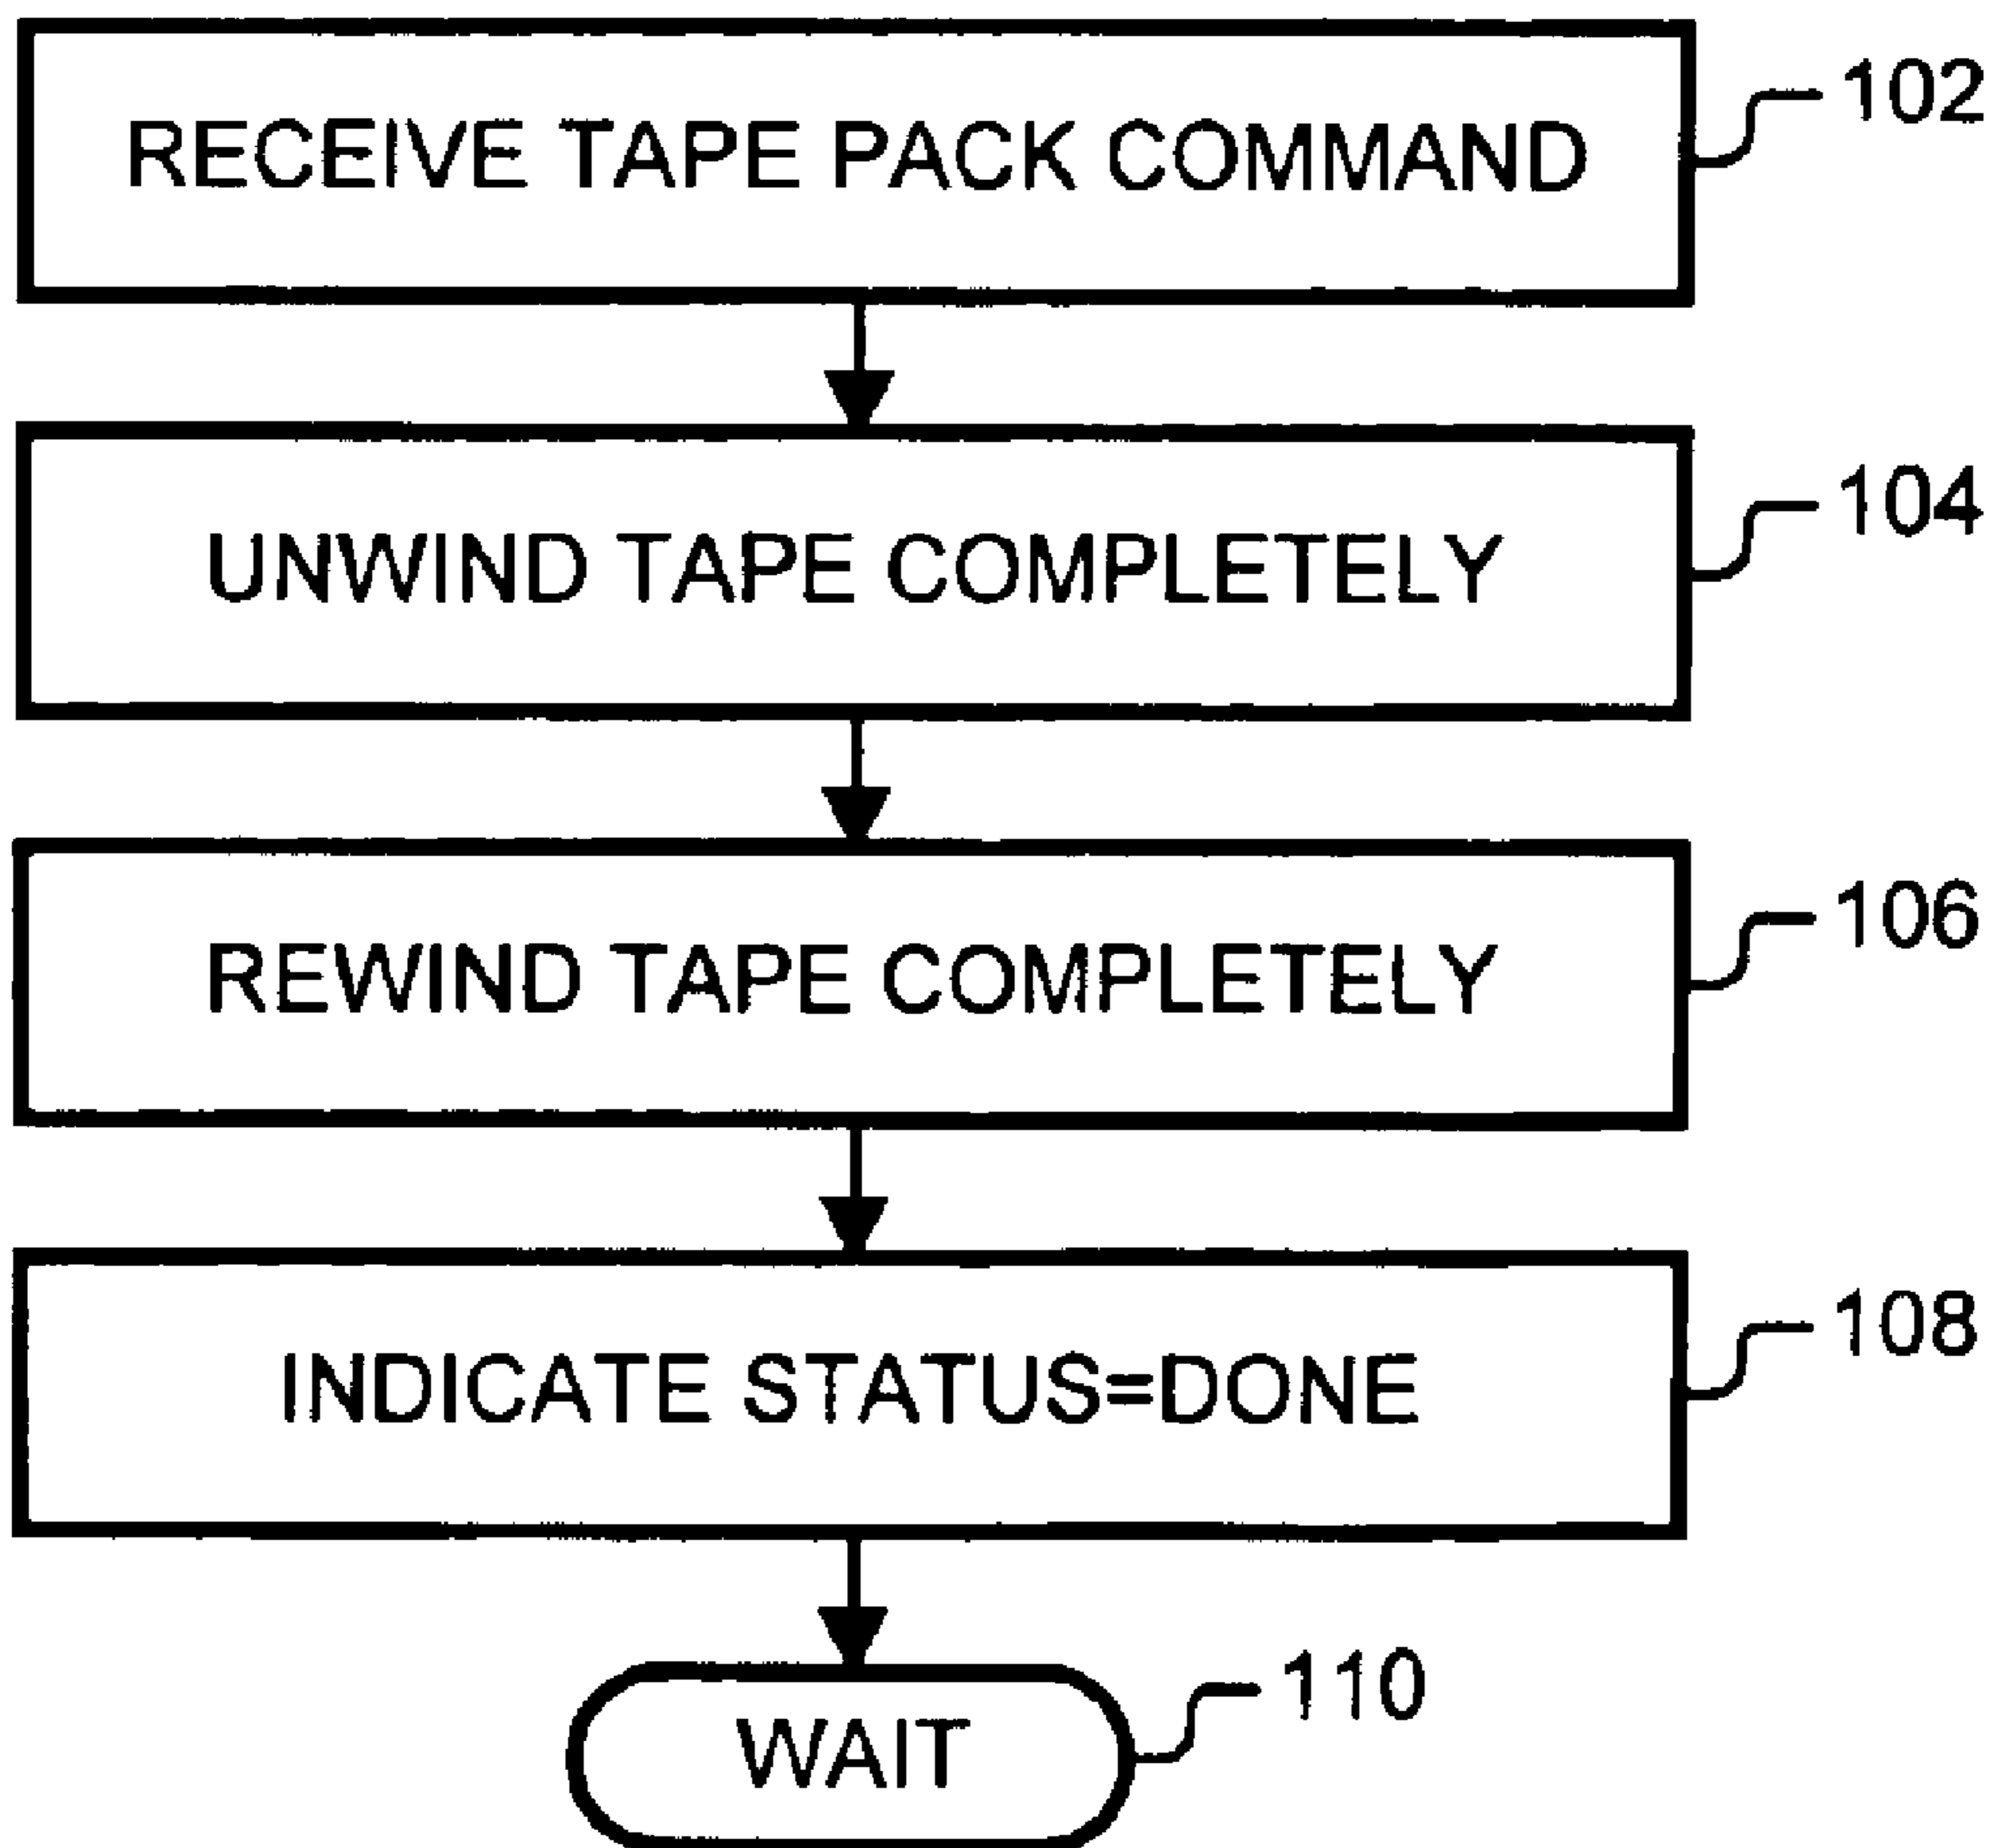 RECEIVE TAPE PACK COMMAND
102
UNWIND TAPE COMPLETELY
104
REWIND TAPE COMPLETELY
106
INDICATE STATUS=DONE
108
WAIT
110